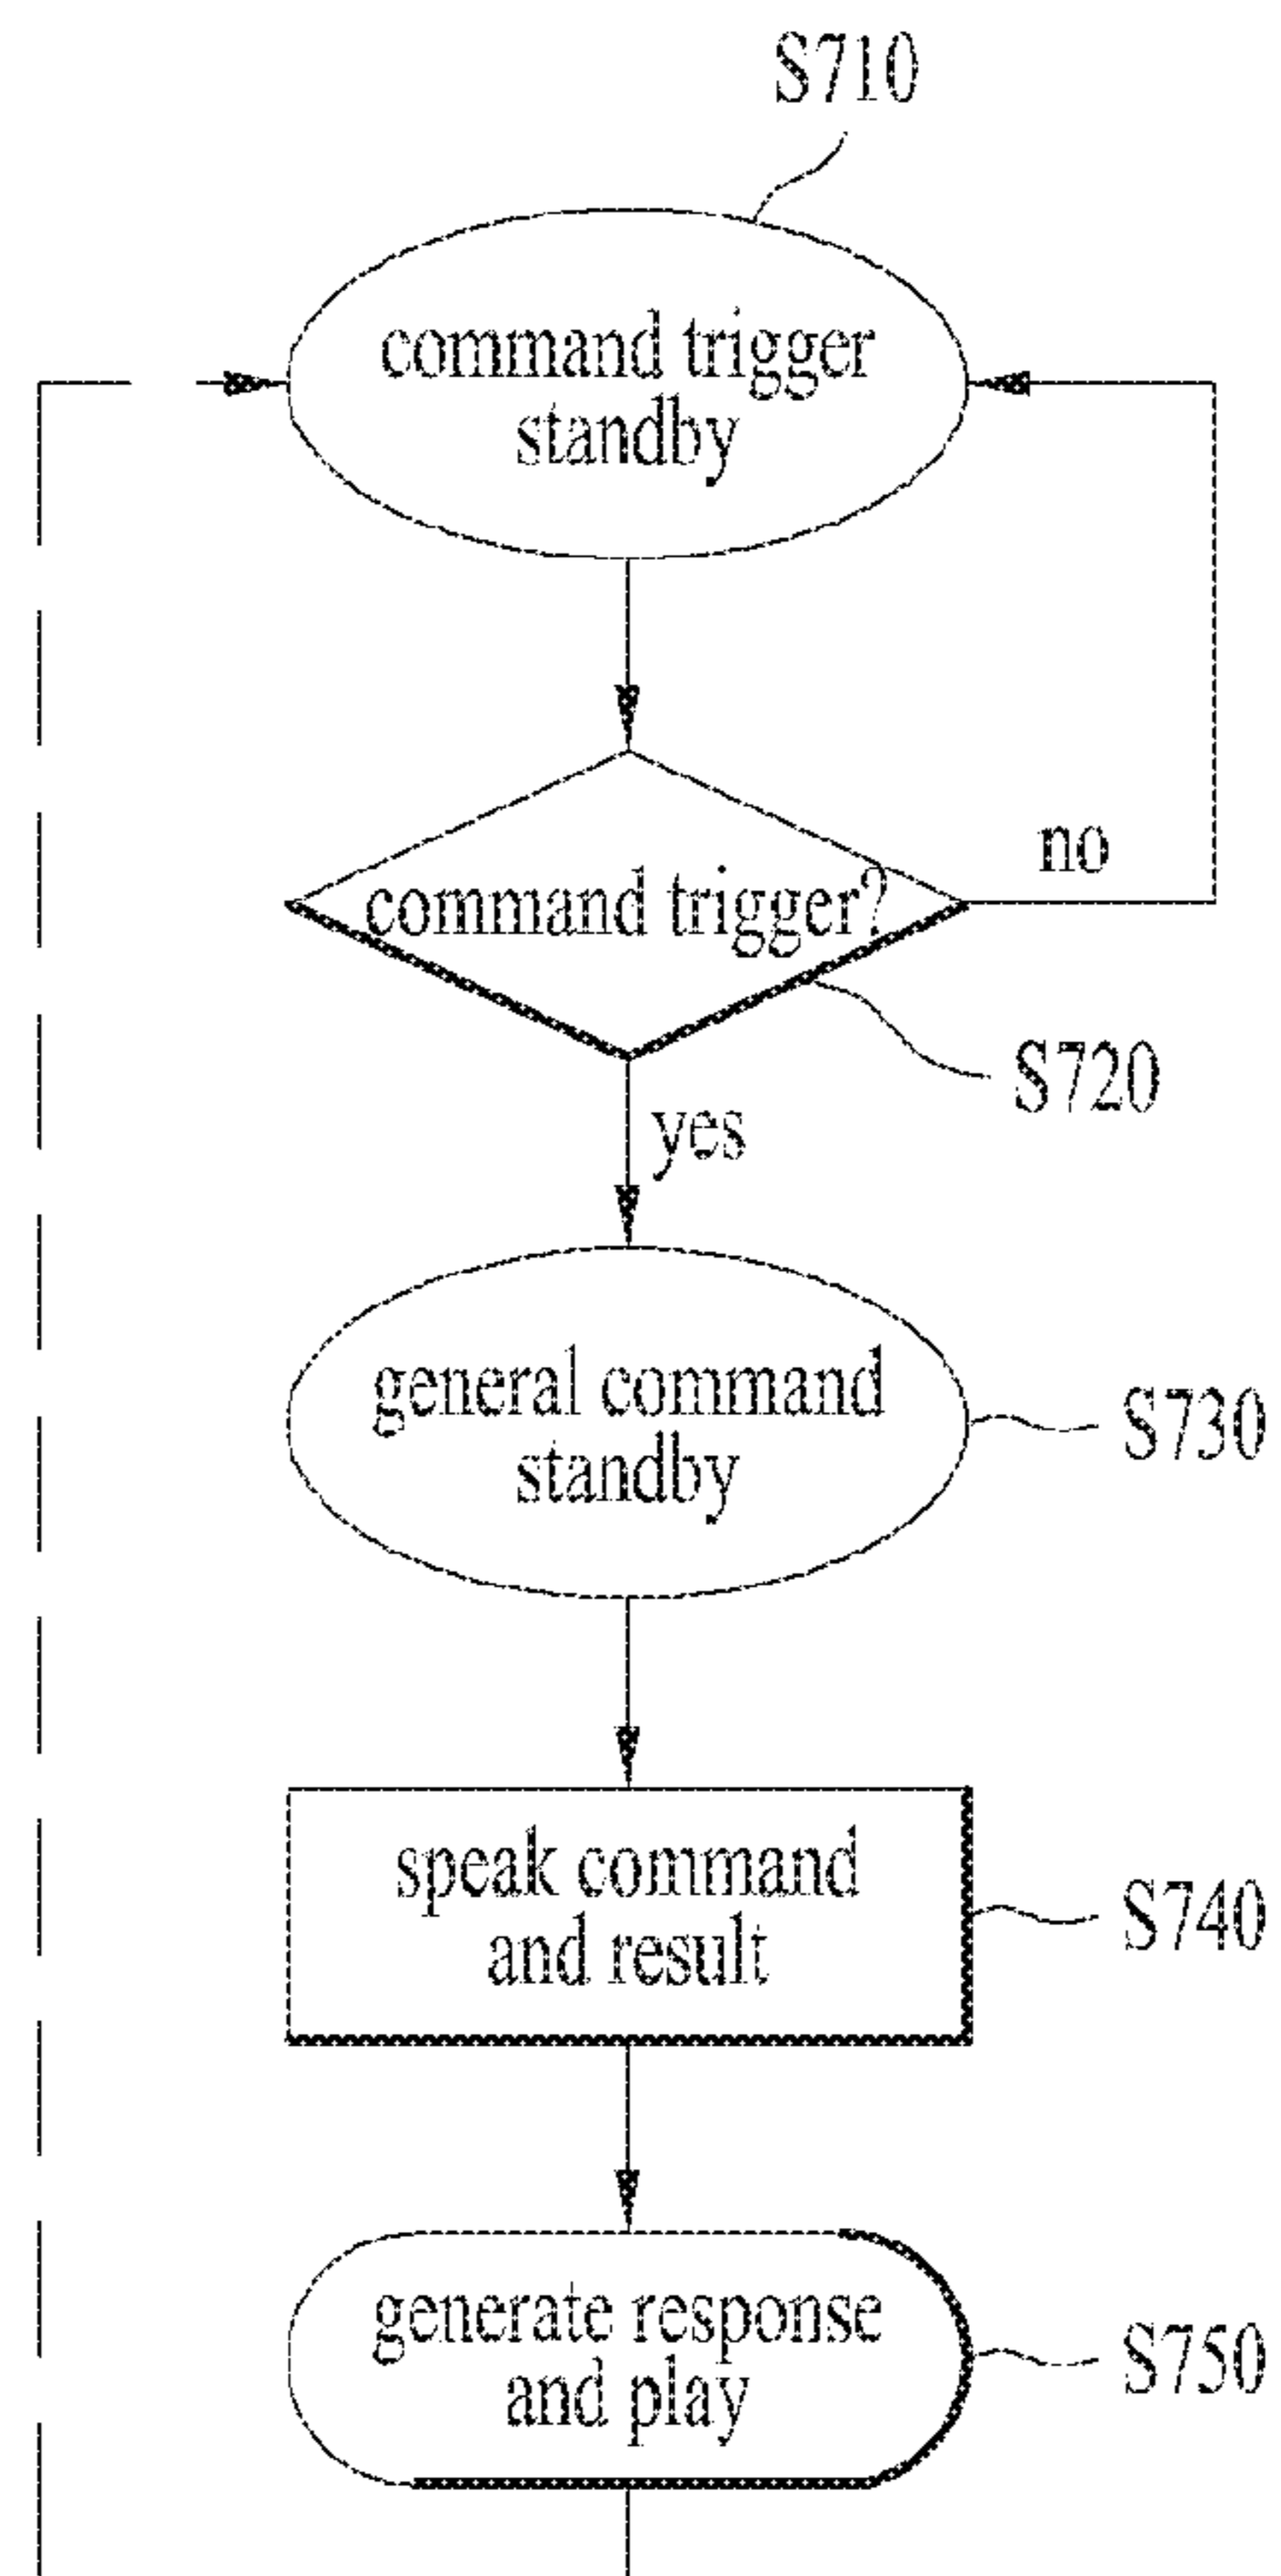 S710
command trigger
standby
no
command trigger?
S720
yes
general command
standby
S730
speak command
and result
S740
generate response
and play
S750